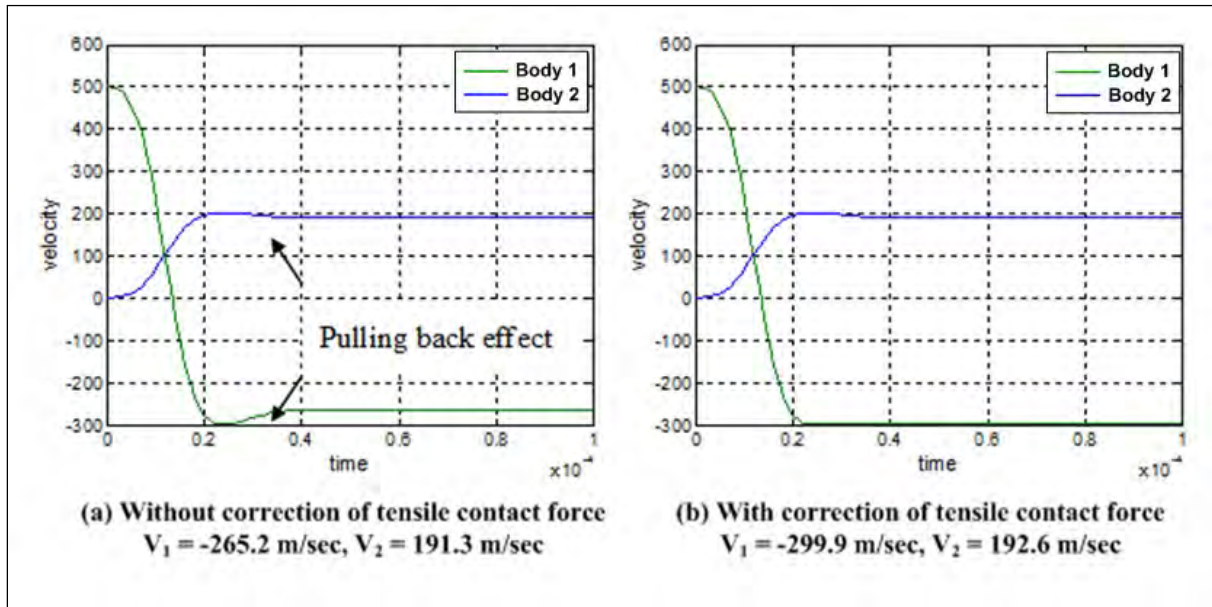 600
500
400
300
200
100
0
-100
-200
-300
velocity
0
0.2
0.4
0.6
0.8
1
time
x10⁻⁴
Body 1
Body 2
Pulling back effect
(a) Without correction of tensile contact force
V₁ = -265.2 m/sec, V₂ = 191.3 m/sec
600
500
400
300
200
100
0
-100
-200
-300
velocity
0
0.2
0.4
0.6
0.8
1
time
x10⁻⁴
Body 1
Body 2
(b) With correction of tensile contact force
V₁ = -299.9 m/sec, V₂ = 192.6 m/sec